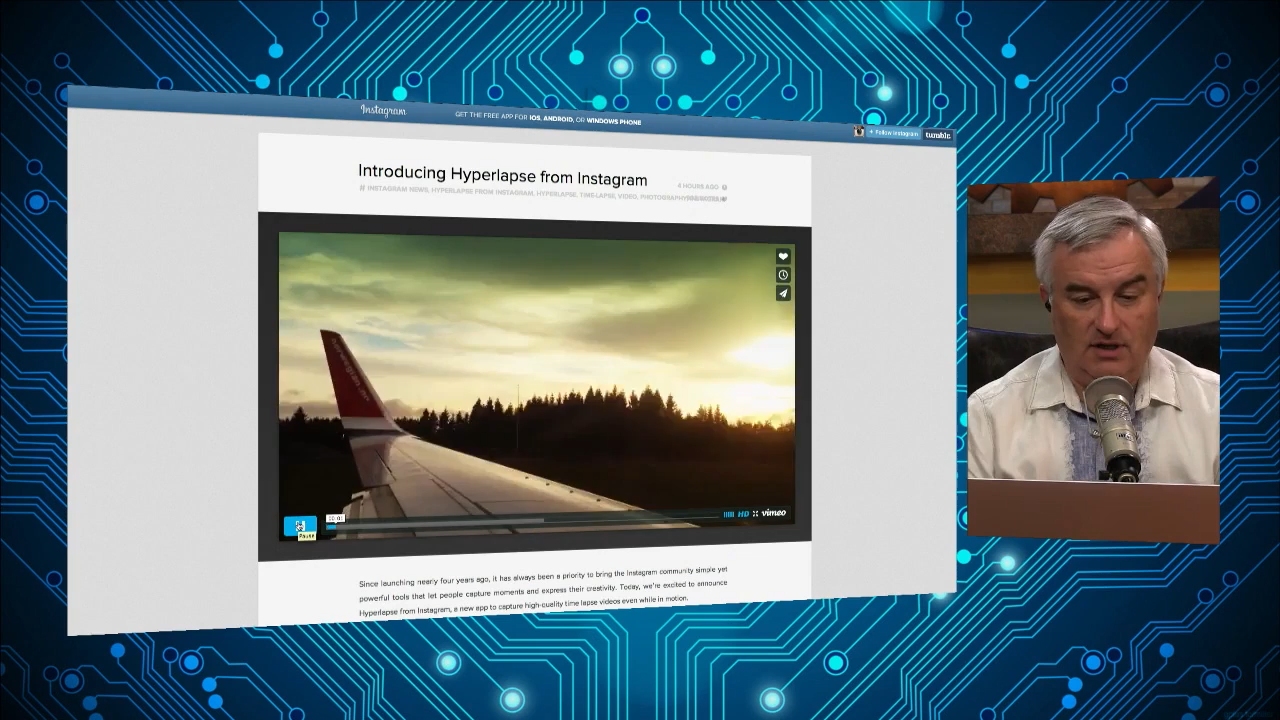 Instagram
GET THE FREE APP FOR IOS, ANDROID, OR WINDOWS PHONE
+ Follow Instagram
tumblr.
Introducing Hyperlapse from Instagram
4 HOURS AGO
# INSTAGRAM NEWS, HYPERLAPSE FROM INSTAGRAM, HYPERLAPSE, TIME-LAPSE, VIDEO, PHOTOGRAPHY
00:01
HD
vimeo
Pause
Since launching nearly four years ago, it has always been a priority to bring the Instagram community simple yet
powerful tools that let people capture moments and express their creativity. Today, we're excited to announce
Hyperlapse from Instagram, a new app to capture high-quality time lapse videos even while in motion.